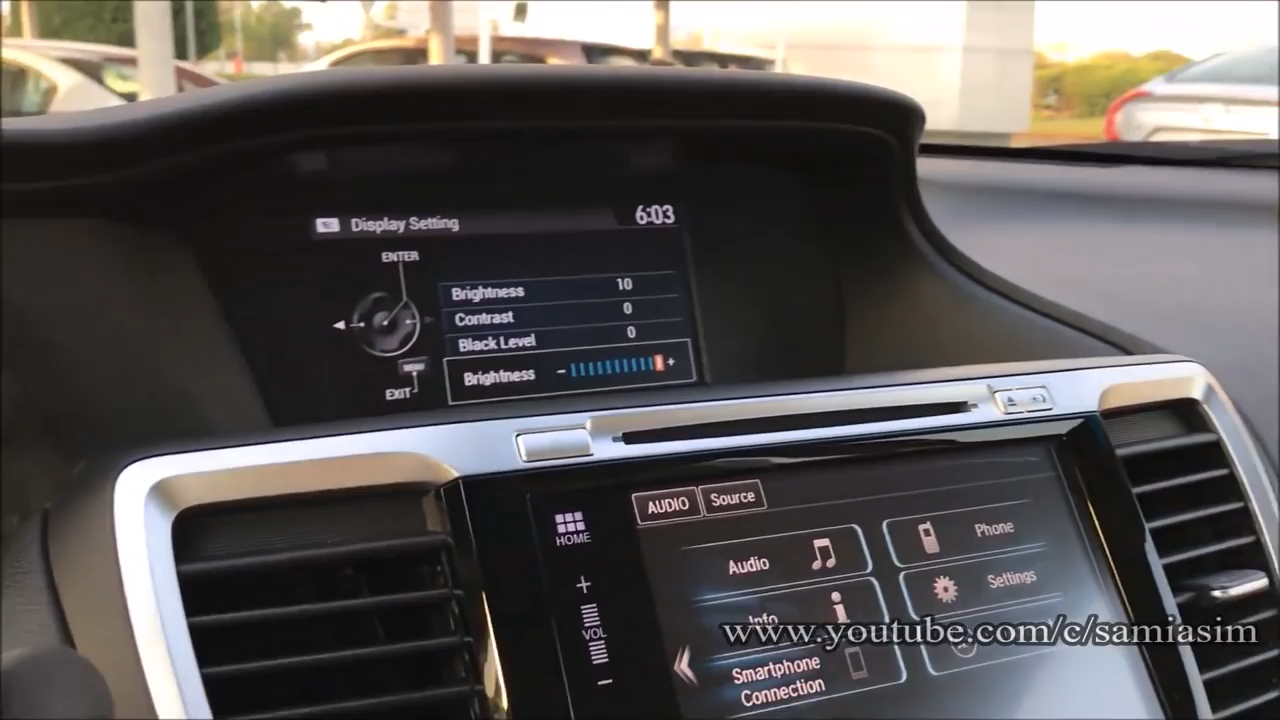 Display Setting
6:03
ENTER
Brightness 10
Contrast 0
Black Level 0
Brightness - +
MENU
EXIT
HOME
+
VOL
-
AUDIO
Source
Audio
Phone
Info
Settings
Smartphone
Connection
www.youtube.com/c/samiasim